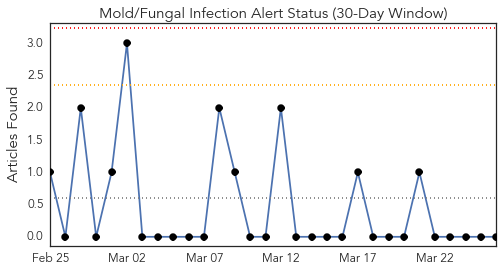 Mold/Fungal Infection Alert Status (30-Day Window)
Articles Found
3.0
2.5
2.0
1.5
1.0
0.5
0.0
Feb 25 Mar 02 Mar 07 Mar 12 Mar 17 Mar 22